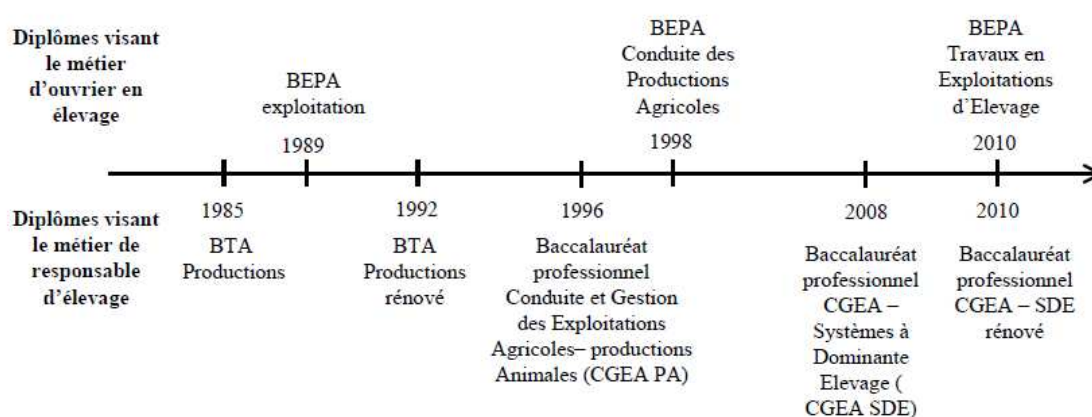 Diplômes visant
le métier
d'ouvrier en
élevage
BEPA
exploitation
1989
BEPA
Conduite des
Productions
Agricoles
1998
BEPA
Travaux en
Exploitations
d'Elevage
2010
Diplômes visant
le métier de
responsable
d'élevage
1985
BTA
Productions
1992
BTA
Productions
rénové
1996
Baccalauréat
professionnel
Conduite et Gestion
des Exploitations
Agricoles– productions
Animales (CGEA PA)
2008
Baccalauréat
professionnel
CGEA –
Systèmes à
Dominante
Elevage (
CGEA SDE)
2010
Baccalauréat
professionnel
CGEA – SDE
rénové